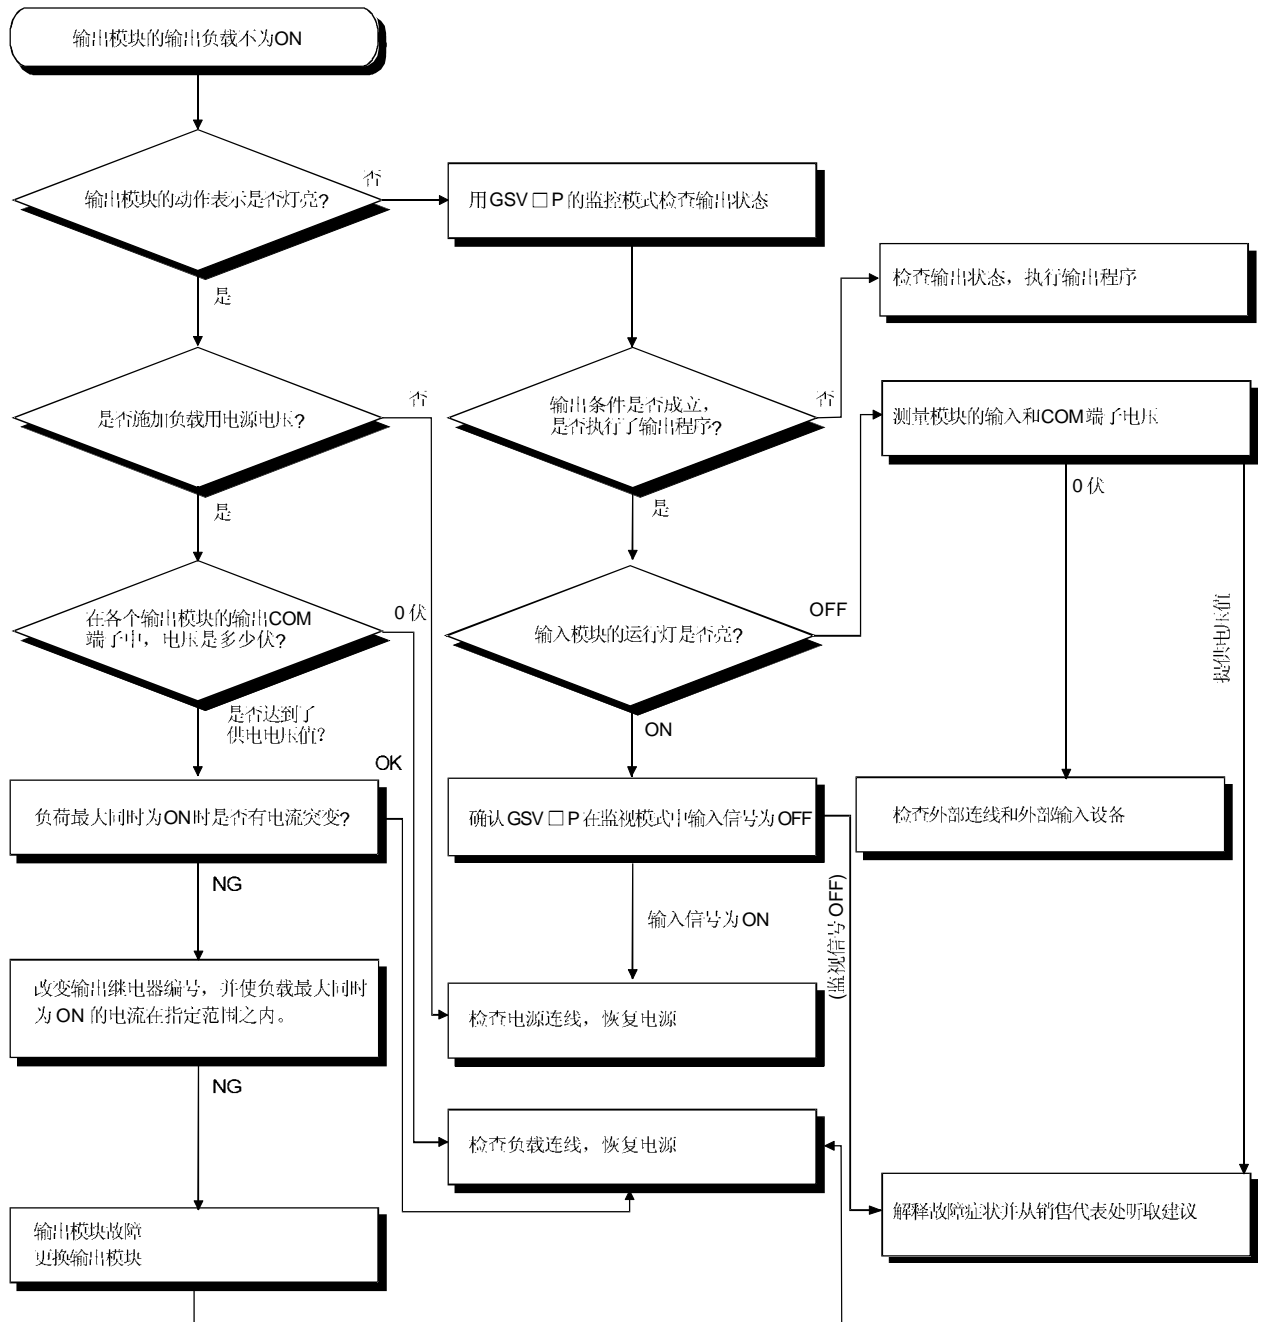 输出模块的输出负载不为ON
输出模块的动作表示是否灯亮?
否
用GSV □ P 的监控模式检查输出状态
是
检查输出状态，执行输出程序
是否施加负载用电源电压?
否
输出条件是否成立，
是否执行了输出程序?
否
测量模块的输入和COM端子电压
是
是
0 伏
在各个输出模块的输出COM
端子中，电压是多少伏?
0 伏
输入模块的运行灯是否亮?
OFF
提供电压值
是否达到了
供电电压值?
ON
OK
负荷最大同时为ON时是否有电流突变?
确认GSV □ P 在监视模式中输入信号为OFF
检查外部连线和外部输入设备
NG
输入信号为ON
(监视信号OFF)
改变输出继电器编号，并使负载最大同时
为 ON 的电流在指定范围之内。
检查电源连线，恢复电源
NG
检查负载连线，恢复电源
输出模块故障
更换输出模块
解释故障症状并从销售代表处听取建议